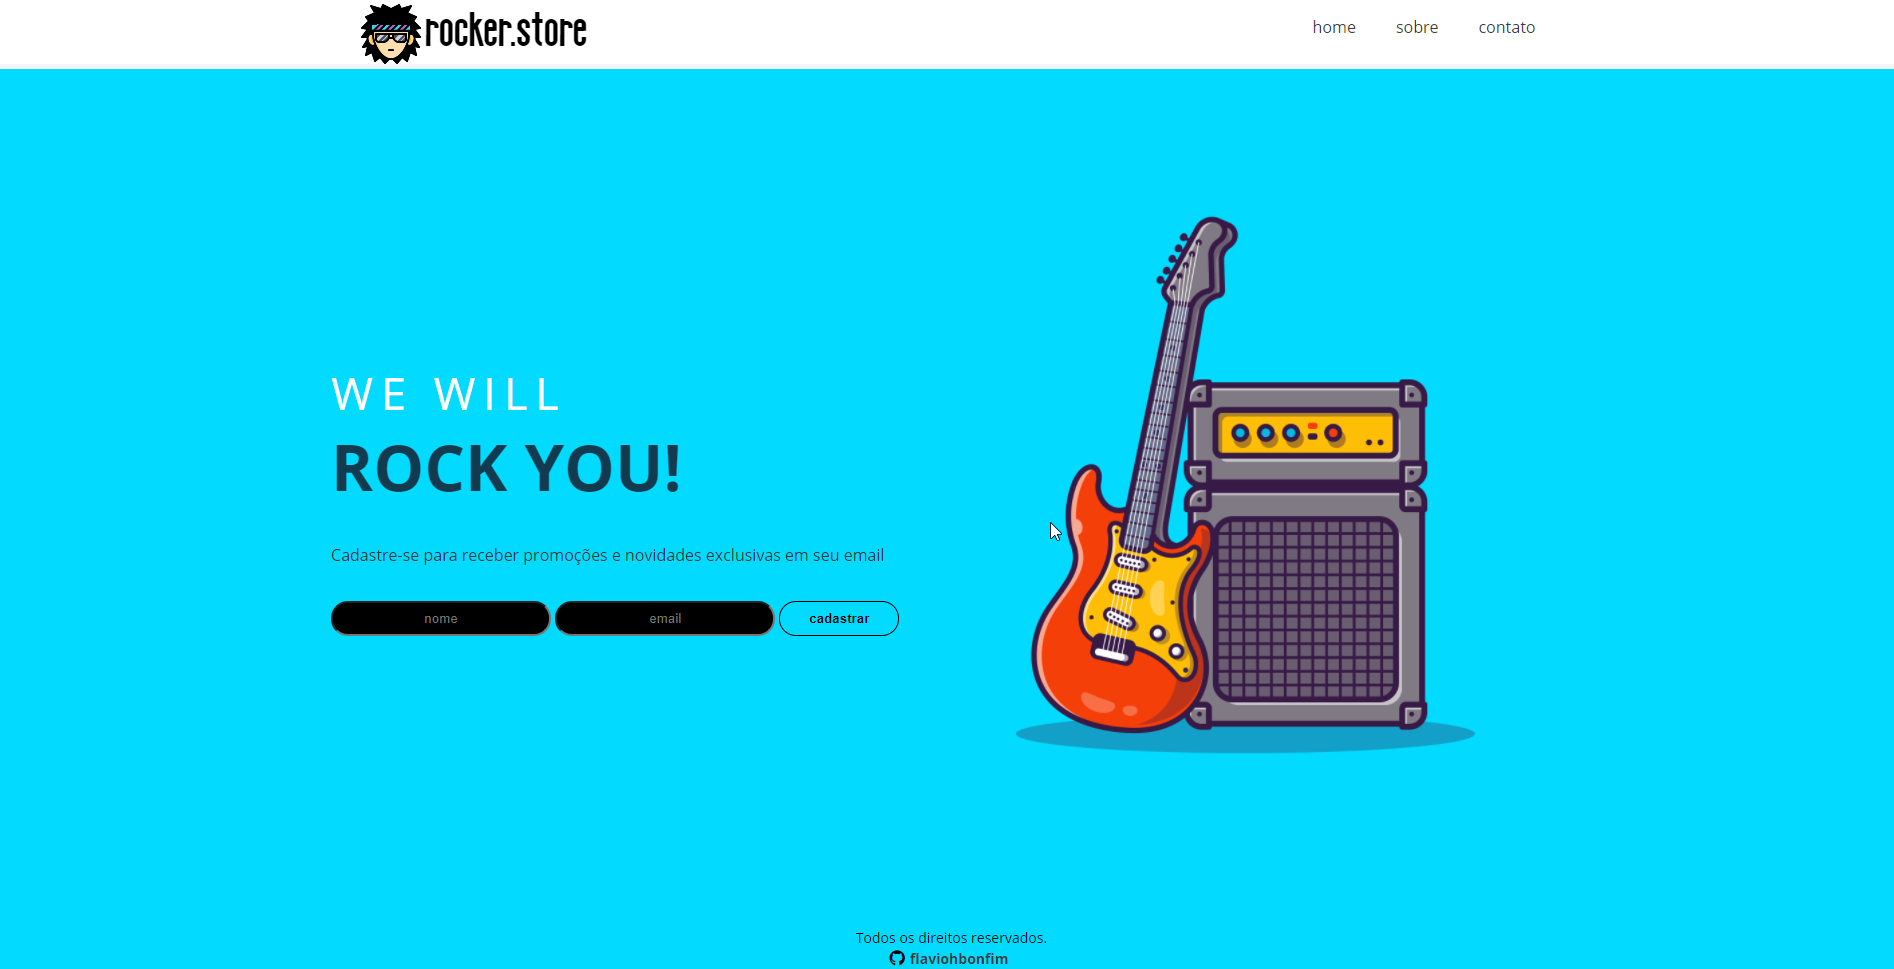 rocker.store
home sobre contato
WE WILL
ROCK YOU!
Cadastre-se para receber promoções e novidades exclusivas em seu email
nome email cadastrar
Todos os direitos reservados.
flaviohbonfim